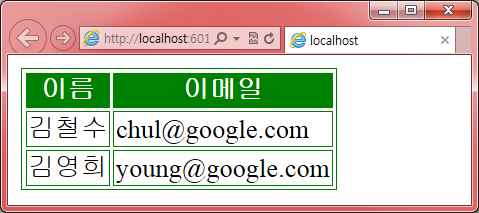 http://localhost:601
localhost
이름 이메일
김철수 chul@google.com
김영희 young@google.com